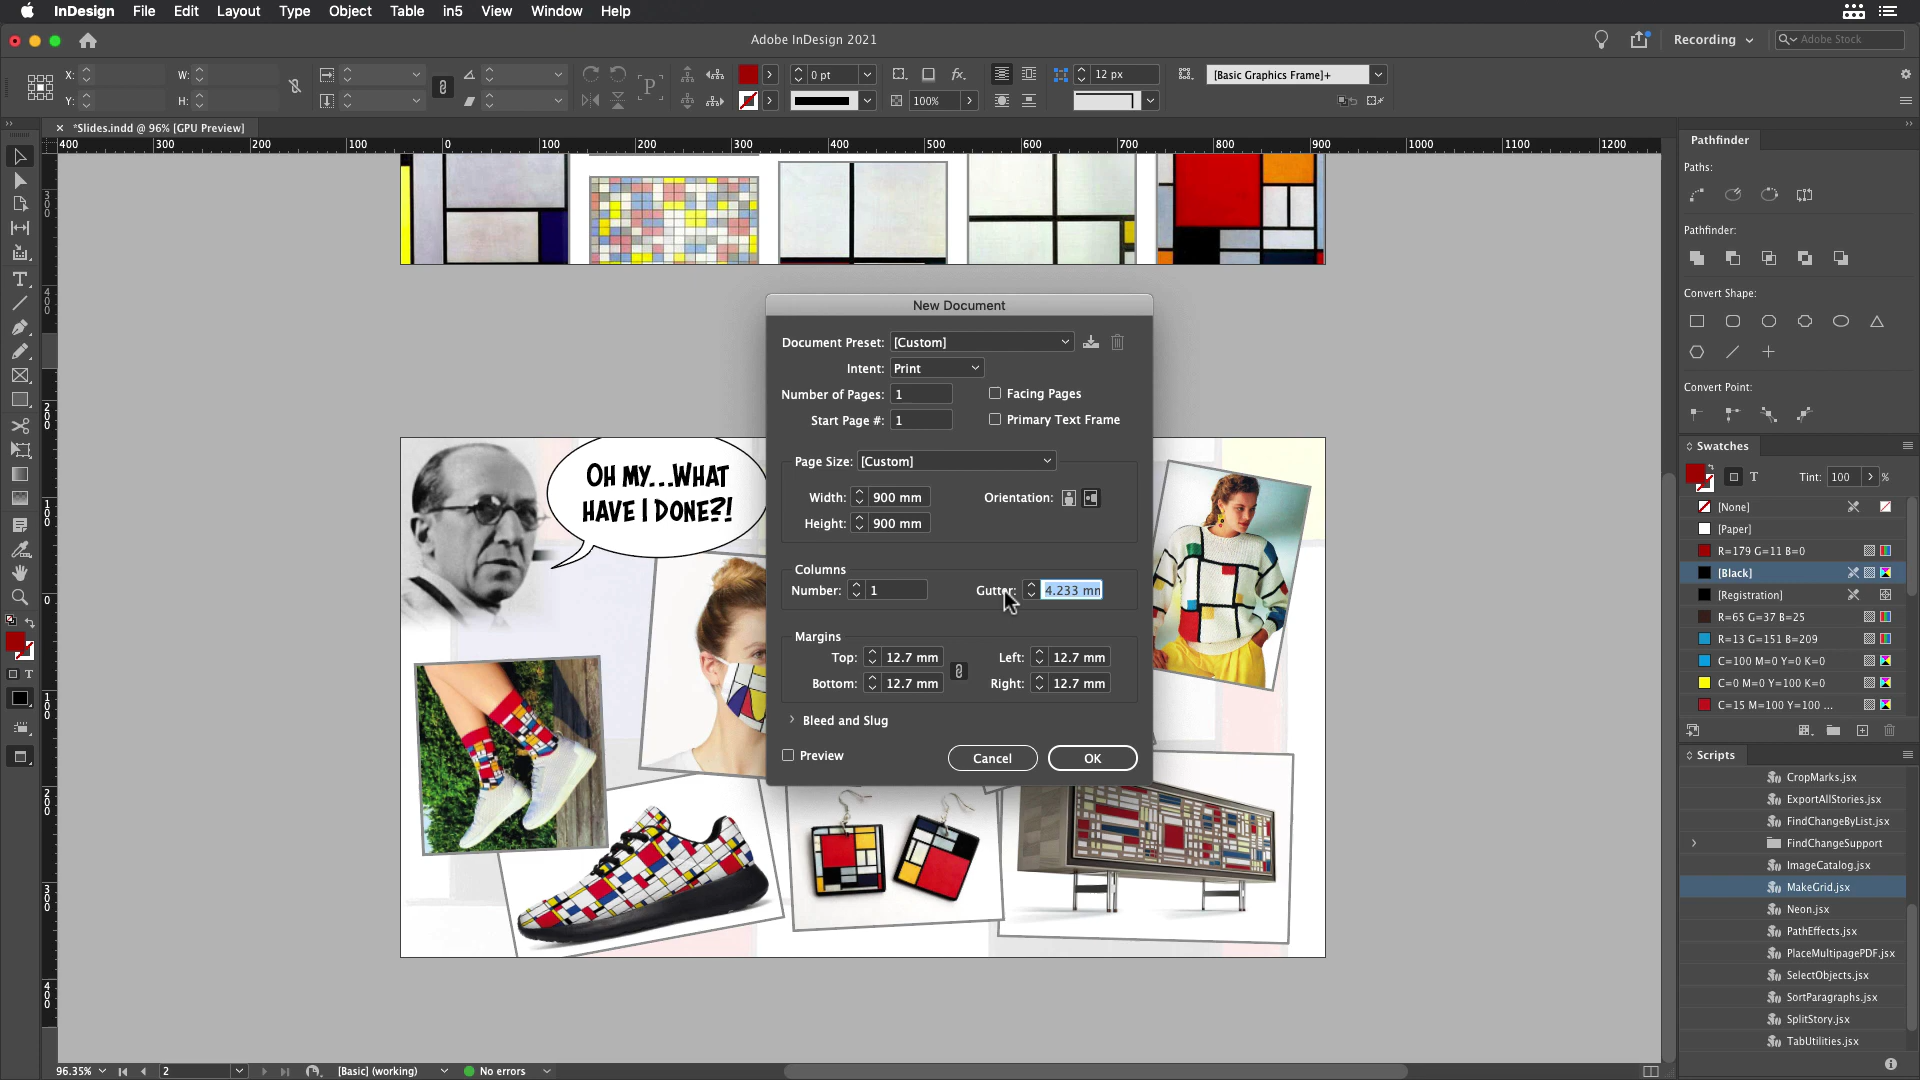 InDesign File Edit Layout Type Object Table in5 View Window Help
Adobe InDesign 2021
Recording
Adobe Stock
X: W: 0 pt fx. 12 px [Basic Graphics Frame]+
Y: H: 100%
*Slides.indd @ 96% [GPU Preview]
400 300 200 100 0 100 200 300 400 500 600 700 800 900 1000 1100 1200
OH MY...WHAT
HAVE I DONE?!
New Document
Document Preset: [Custom]
Intent: Print
Number of Pages: 1 Facing Pages
Start Page #: 1 Primary Text Frame
Page Size: [Custom]
Width: 900 mm Orientation:
Height: 900 mm
Columns
Number: 1 Gutter: 4.233 mm
Margins
Top: 12.7 mm Left: 12.7 mm
Bottom: 12.7 mm Right: 12.7 mm
Bleed and Slug
Preview Cancel OK
Pathfinder
Paths:
Pathfinder:
Convert Shape:
Convert Point:
Swatches
T Tint: 100 %
[None]
[Paper]
R=179 G=11 B=0
[Black]
[Registration]
R=65 G=37 B=25
R=13 G=151 B=209
C=100 M=0 Y=0 K=0
C=0 M=0 Y=100 K=0
C=15 M=100 Y=100 ...
Scripts
CropMarks.jsx
ExportAllStories.jsx
FindChangeByList.jsx
FindChangeSupport
ImageCatalog.jsx
MakeGrid.jsx
Neon.jsx
PathEffects.jsx
PlaceMultipagePDF.jsx
SelectObjects.jsx
SortParagraphs.jsx
SplitStory.jsx
TabUtilities.jsx
96.35% 2 [Basic] (working) No errors